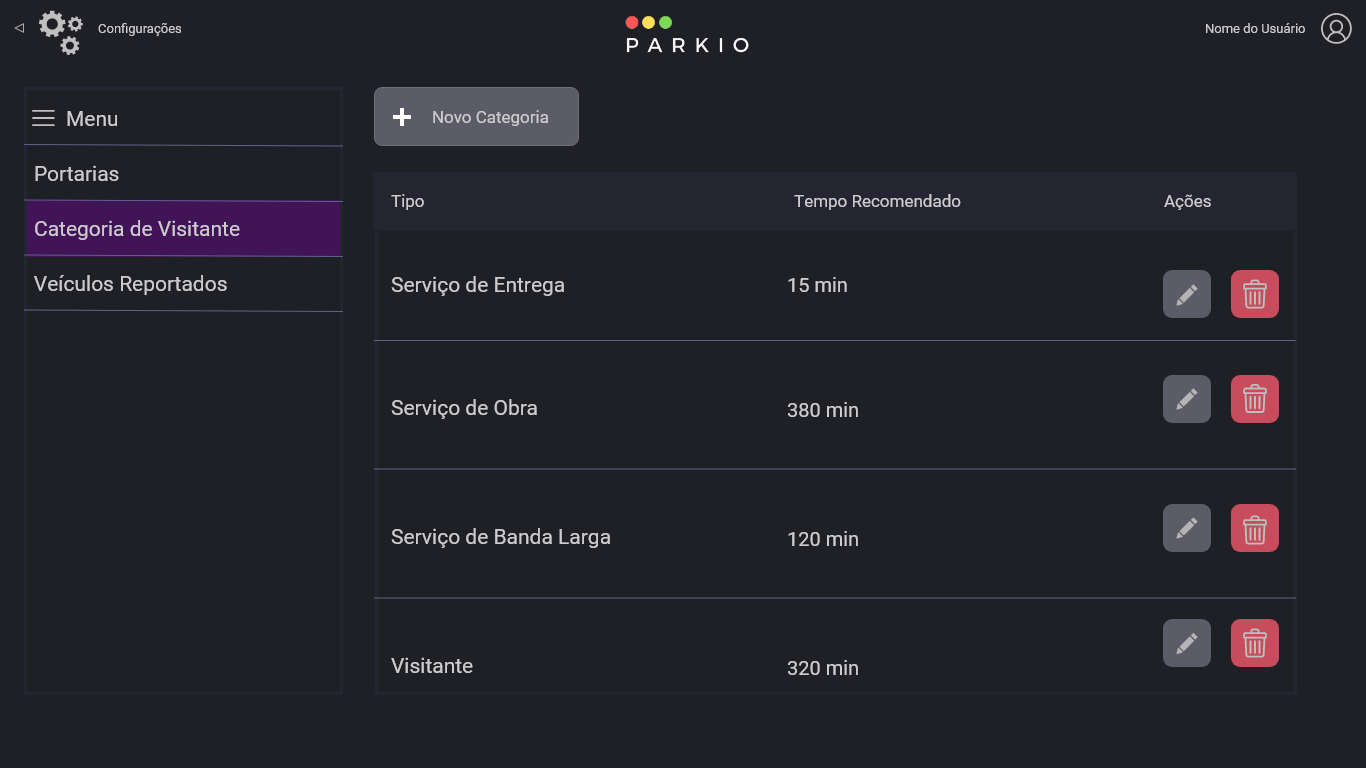 Configurações
PARKIO
Nome do Usuário
Menu
Portarias
Categoria de Visitante
Veículos Reportados
Novo Categoria
Tipo Tempo Recomendado Ações
Serviço de Entrega 15 min
Serviço de Obra 380 min
Serviço de Banda Larga 120 min
Visitante 320 min